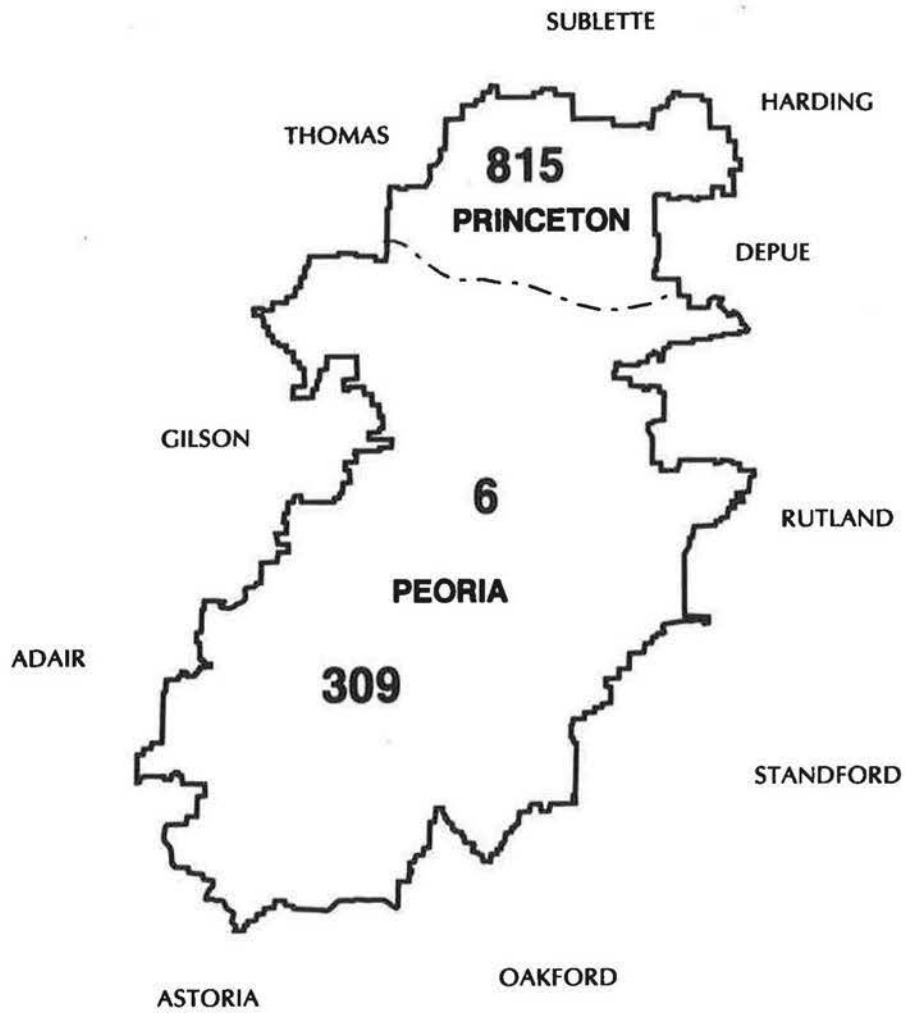 SUBLETTE
HARDING
THOMAS
815
PRINCETON
DEPUE
GILSON
6
RUTLAND
PEORIA
ADAIR
309
STANDFORD
OAKFORD
ASTORIA